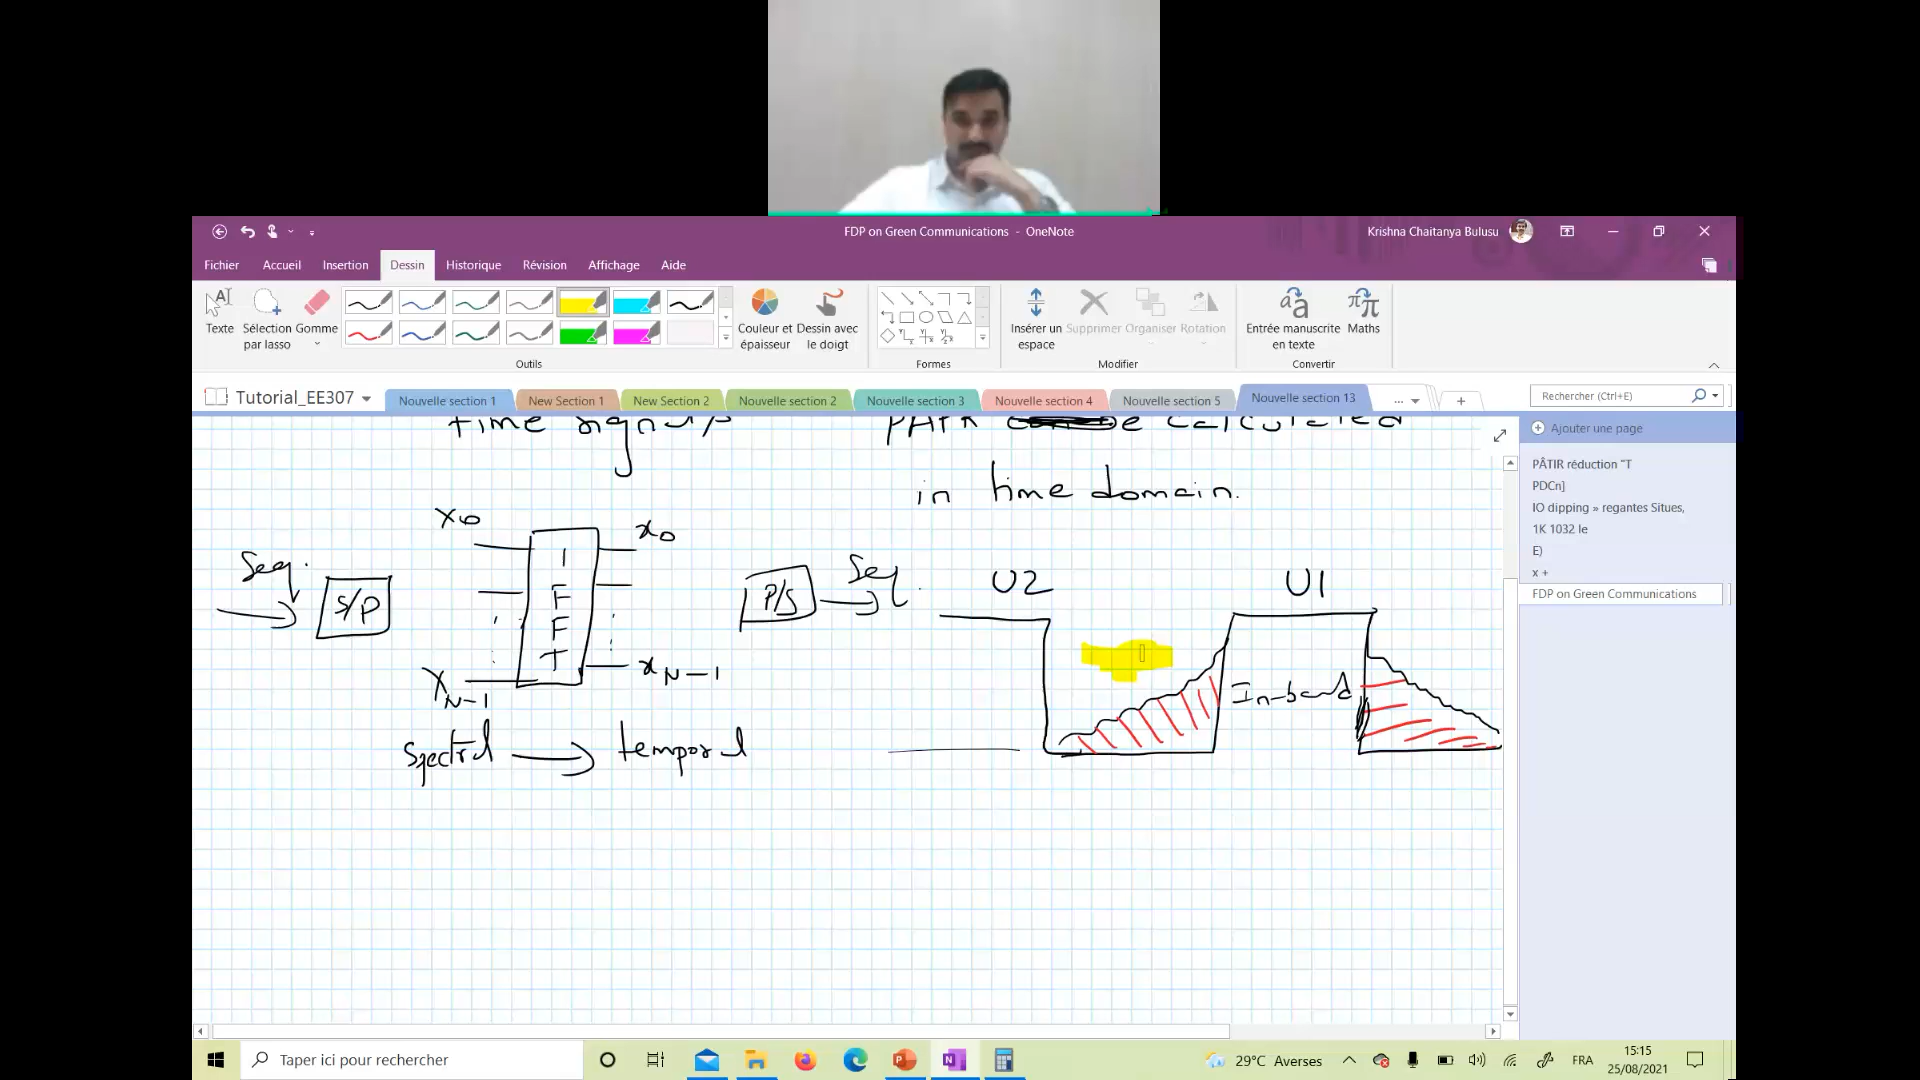 FDP on Green Communications - OneNote
Krishna Chaitanya Bulusu
Fichier Accueil Insertion Dessin Historique Révision Affichage Aide
Texte
Sélection par lasso
Gomme
Couleur et épaisseur
Dessin avec le doigt
Insérer un espace
Supprimer
Organiser
Rotation
Entrée manuscrite en texte
Maths
Outils
Formes
Modifier
Convertir
Tutorial_EE307
Nouvelle section 1
New Section 1
New Section 2
Nouvelle section 2
Nouvelle section 3
Nouvelle section 4
Nouvelle section 5
Nouvelle section 13
...
Rechercher (Ctrl+E)
Ajouter une page
PÂTIR réduction "T
PDCn]
IO dipping » regantes Situes,
1K 1032 le
E)
x +
FDP on Green Communications
time signals
PAPR calculated
in time domain.
Seq.
S/P
X0
XN-1
IFFT
x0
xN-1
P/S
Seq.
spectral → temporal
U2
U1
In-band
Taper ici pour rechercher
29°C Averses
FRA
15:15
25/08/2021